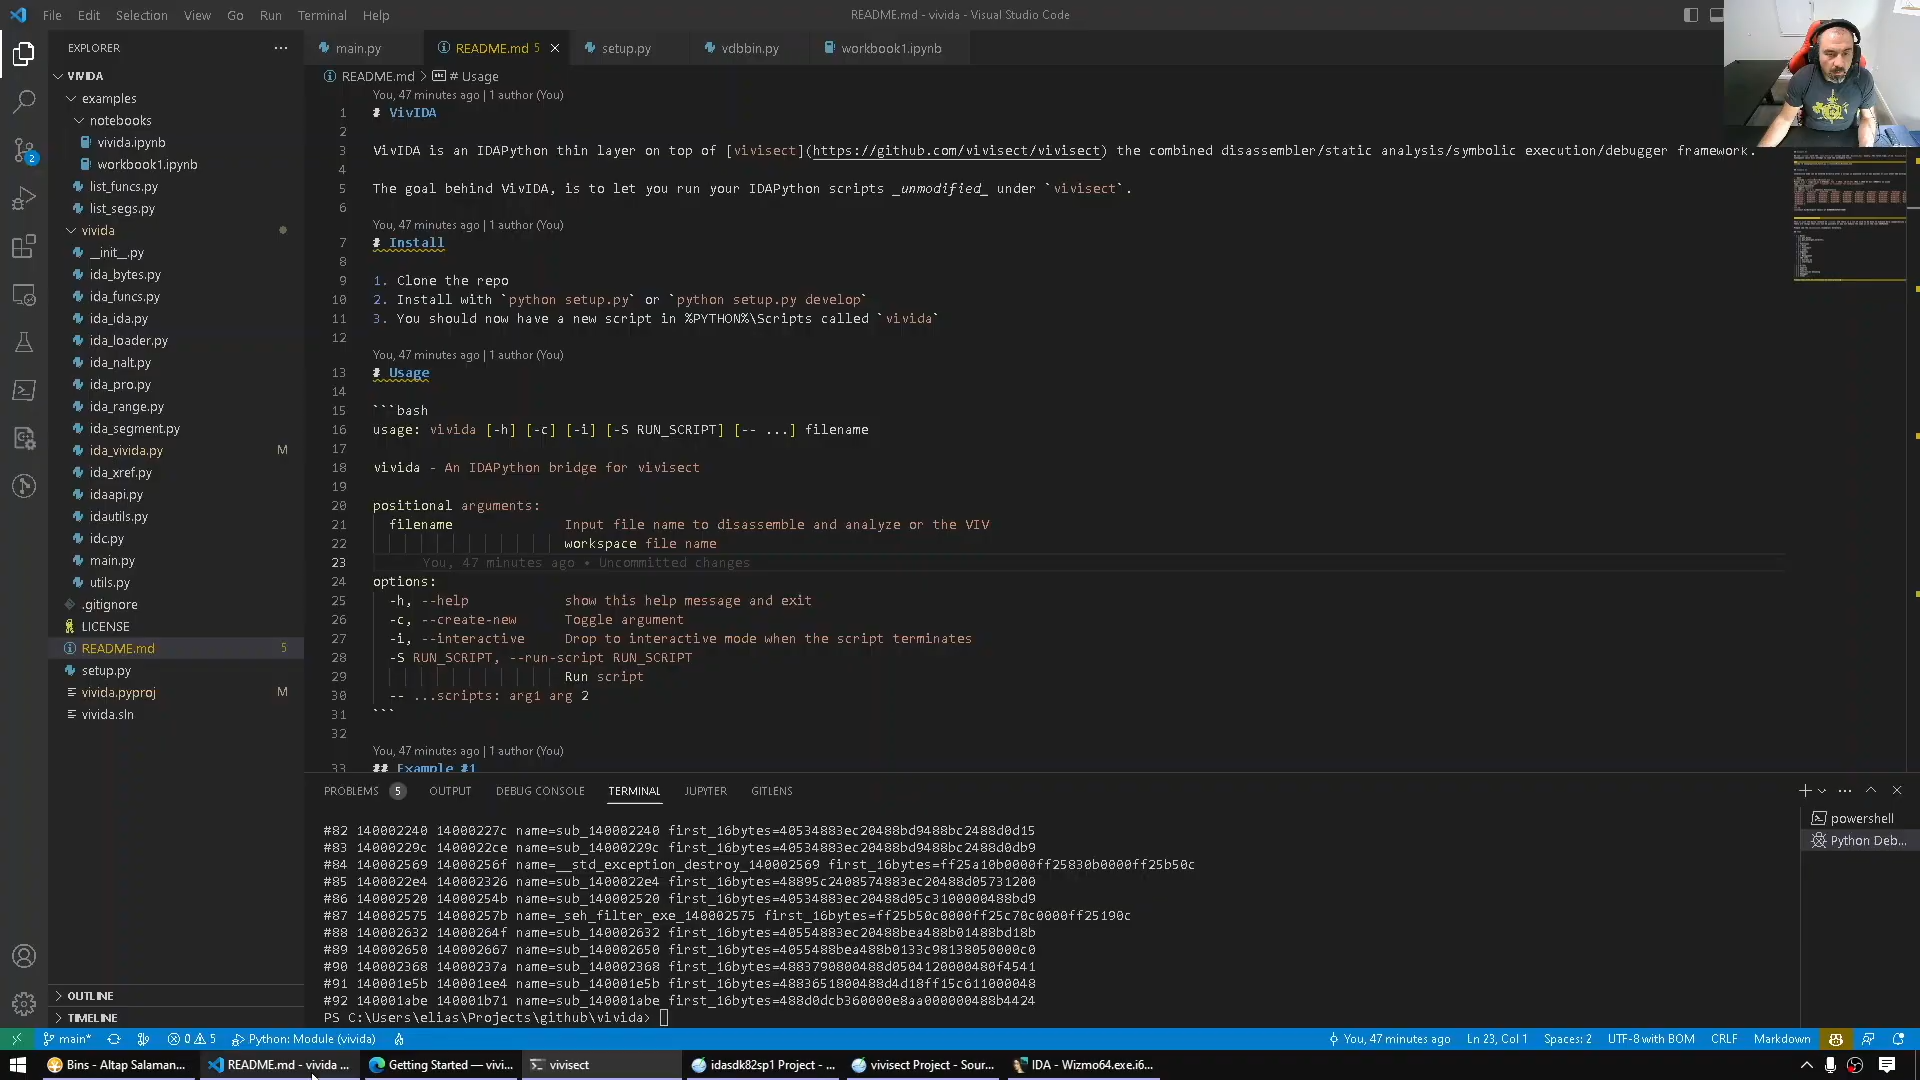 File Edit Selection View Go Run Terminal Help README.md - vivida - Visual Studio Code
EXPLORER
VIVIDA
examples
notebooks
vivida.ipynb
workbook1.ipynb
list_funcs.py
list_segs.py
vivida
__init__.py
ida_bytes.py
ida_funcs.py
ida_ida.py
ida_loader.py
ida_nalt.py
ida_pro.py
ida_range.py
ida_segment.py
ida_vivida.py M
ida_xref.py
idaapi.py
idautils.py
idc.py
main.py
utils.py
.gitignore
LICENSE
README.md 5
setup.py
vivida.pyproj M
vivida.sln
OUTLINE
TIMELINE
2
main.py README.md 5 setup.py vdbbin.py workbook1.ipynb
README.md > # Usage
You, 47 minutes ago | 1 author (You)
1 # VivIDA
2
3 VivIDA is an IDAPython thin layer on top of [vivisect](https://github.com/vivisect/vivisect) the combined disassembler/static analysis/symbolic execution/debugger framework.
4
5 The goal behind VivIDA, is to let you run your IDAPython scripts _unmodified_ under `vivisect`.
6
You, 47 minutes ago | 1 author (You)
7 # Install
8
9 1. Clone the repo
10 2. Install with `python setup.py` or `python setup.py develop`
11 3. You should now have a new script in %PYTHON%\Scripts called `vivida`
12
You, 47 minutes ago | 1 author (You)
13 # Usage
14
15 ```bash
16 usage: vivida [-h] [-c] [-i] [-S RUN_SCRIPT] [-- ...] filename
17
18 vivida - An IDAPython bridge for vivisect
19
20 positional arguments:
21 filename Input file name to disassemble and analyze or the VIV
22 workspace file name
23 You, 47 minutes ago • Uncommitted changes
24 options:
25 -h, --help show this help message and exit
26 -c, --create-new Toggle argument
27 -i, --interactive Drop to interactive mode when the script terminates
28 -S RUN_SCRIPT, --run-script RUN_SCRIPT
29 Run script
30 -- ...scripts: arg1 arg 2
31 ```
32
You, 47 minutes ago | 1 author (You)
33 ## Example #1
PROBLEMS 5 OUTPUT DEBUG CONSOLE TERMINAL JUPYTER GITLENS
#82 140002240 14000227c name=sub_140002240 first_16bytes=40534883ec20488bd9488bc2488d0d15
#83 14000229c 1400022ce name=sub_14000229c first_16bytes=40534883ec20488bd9488bc2488d0db9
#84 140002569 14000256f name=__std_exception_destroy_140002569 first_16bytes=ff25a10b0000ff25830b0000ff25b50c
#85 1400022e4 140002326 name=sub_1400022e4 first_16bytes=48895c2408574883ec20488d05731200
#86 140002520 14000254b name=sub_140002520 first_16bytes=40534883ec20488d05c3100000488bd9
#87 140002575 14000257b name=_seh_filter_exe_140002575 first_16bytes=ff25b50c0000ff25c70c0000ff25190c
#88 140002632 14000264f name=sub_140002632 first_16bytes=40554883ec20488bea488b01488bd18b
#89 140002650 140002667 name=sub_140002650 first_16bytes=4055488bea488b0133c98138050000c0
#90 140002368 14000237a name=sub_140002368 first_16bytes=4883790800488d0504120000480f4541
#91 140001e5b 140001ee4 name=sub_140001e5b first_16bytes=4883651800488d4d18ff15c611000048
#92 140001abe 140001b71 name=sub_140001abe first_16bytes=488d0dcb360000e8aa000000488b4424
PS C:\Users\elias\Projects\github\vivida>
powershell
Python Deb...
main* 0 5 Python: Module (vivida) You, 47 minutes ago Ln 23, Col 1 Spaces: 2 UTF-8 with BOM CRLF Markdown
Bins - Altap Salaman... README.md - vivida ... Getting Started — vivi... vivisect idasdk82sp1 Project - ... vivisect Project - Sour... IDA - Wizmo64.exe.i6...